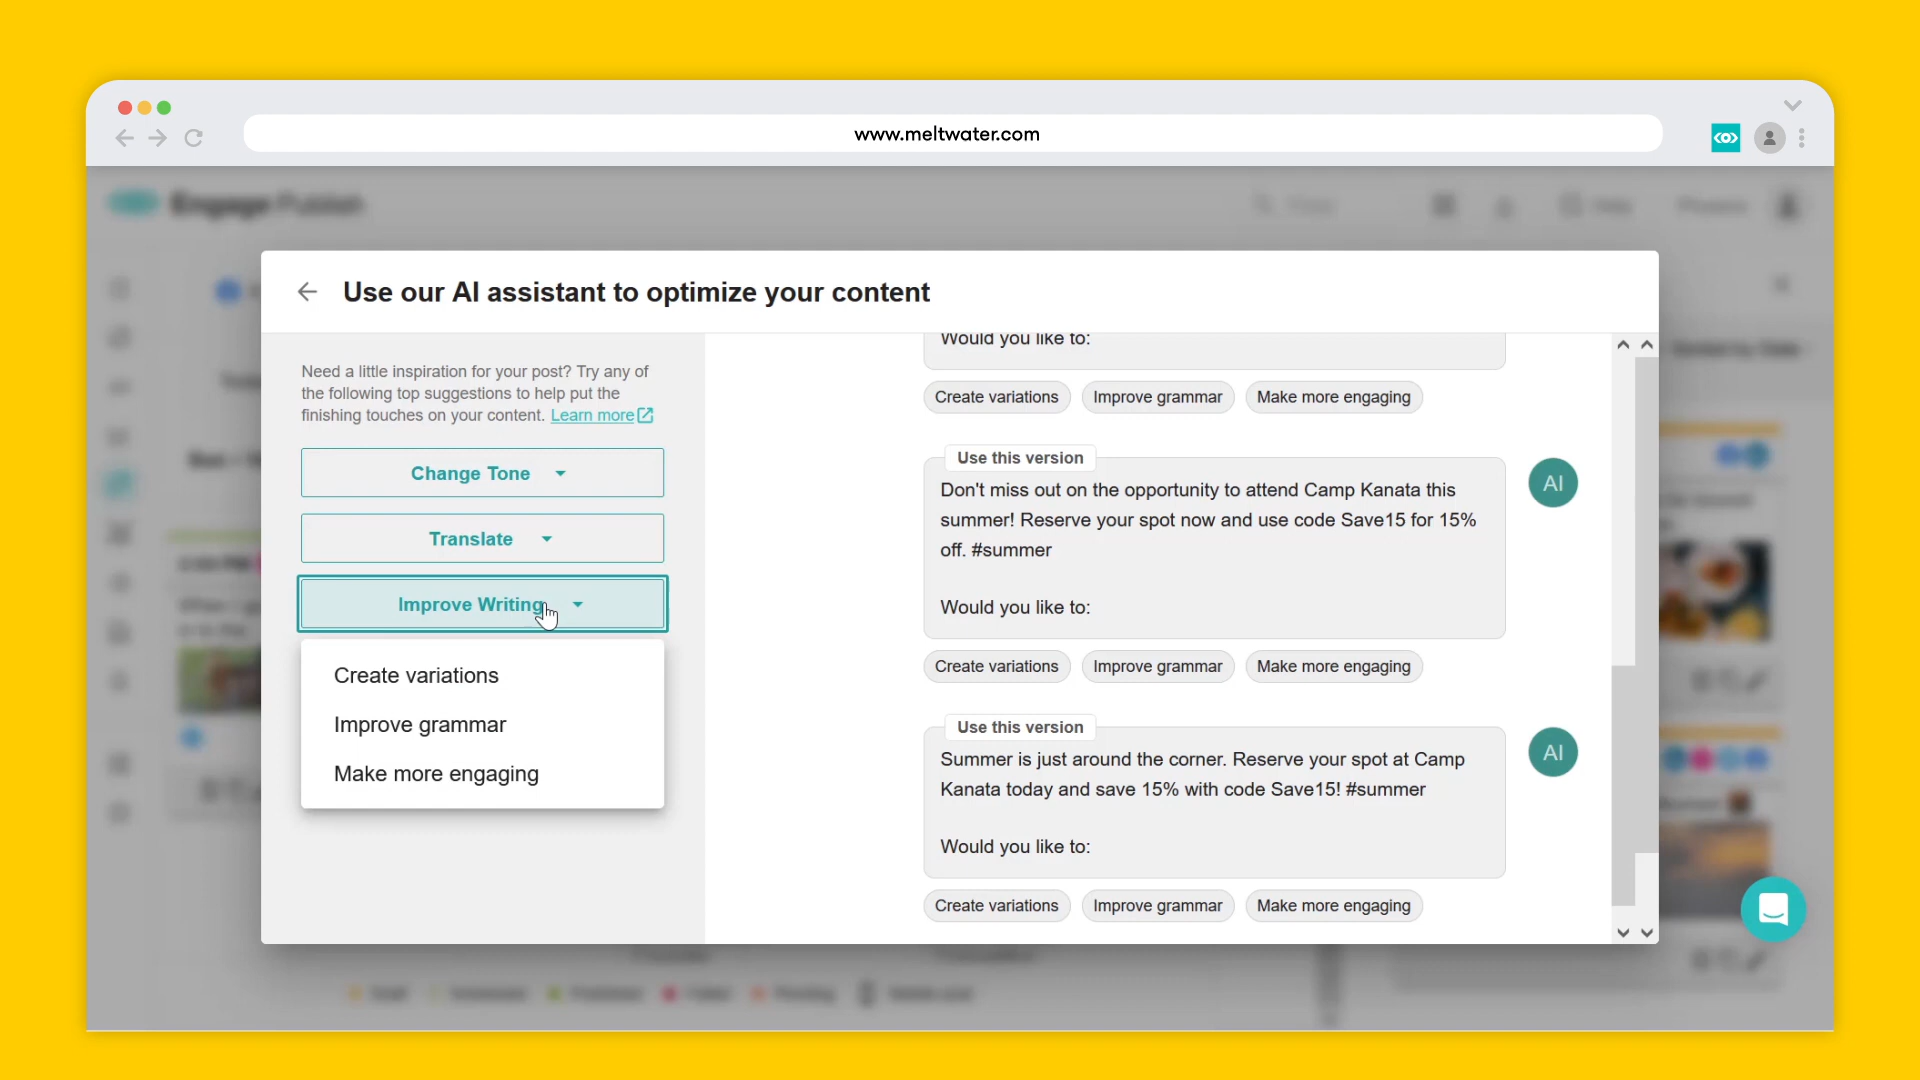 www.meltwater.com
Engage Publish
Use our AI assistant to optimize your content
Need a little inspiration for your post? Try any of
the following top suggestions to help put the
finishing touches on your content. Learn more
Change Tone
Translate
Improve Writing
Create variations
Improve grammar
Make more engaging
Would you like to:
Create variations Improve grammar Make more engaging
Use this version
Don't miss out on the opportunity to attend Camp Kanata this
summer! Reserve your spot now and use code Save15 for 15%
off. #summer
Would you like to:
AI
Create variations Improve grammar Make more engaging
Use this version
Summer is just around the corner. Reserve your spot at Camp
Kanata today and save 15% with code Save15! #summer
Would you like to:
AI
Create variations Improve grammar Make more engaging